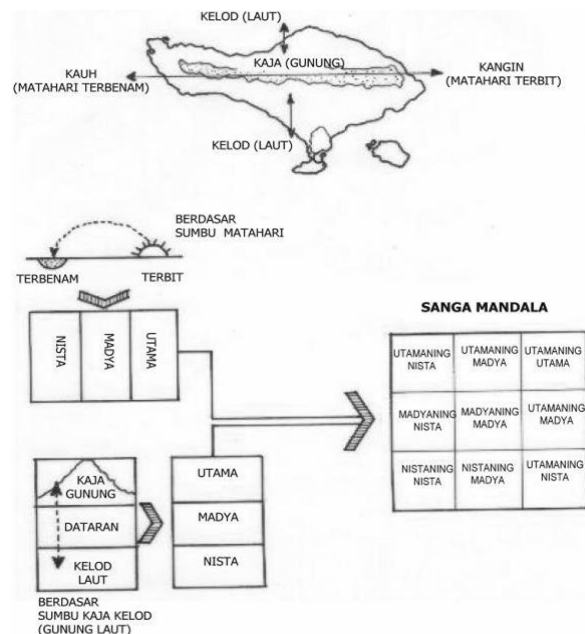 KELOD (LAUT)
KAJA (GUNUNG)
KAUH
(MATAHARI TERBENAM)
KANGIN
(MATAHARI TERBIT)
KELOD (LAUT)
BERDASAR
SUMBU MATAHARI
TERBENAM
TERBIT
NISTA
MADYA
UTAMA
SANGA MANDALA
UTAMANING
NISTA
UTAMANING
MADYA
UTAMANING
UTAMA
MADYANING
NISTA
MADYANING
MADYA
UTAMANING
MADYA
NISTANING
NISTA
NISTANING
MADYA
UTAMANING
NISTA
KAJA
GUNUNG
DATARAN
KELOD
LAUT
UTAMA
MADYA
NISTA
BERDASAR
SUMBU KAJA KELOD
(GUNUNG LAUT)